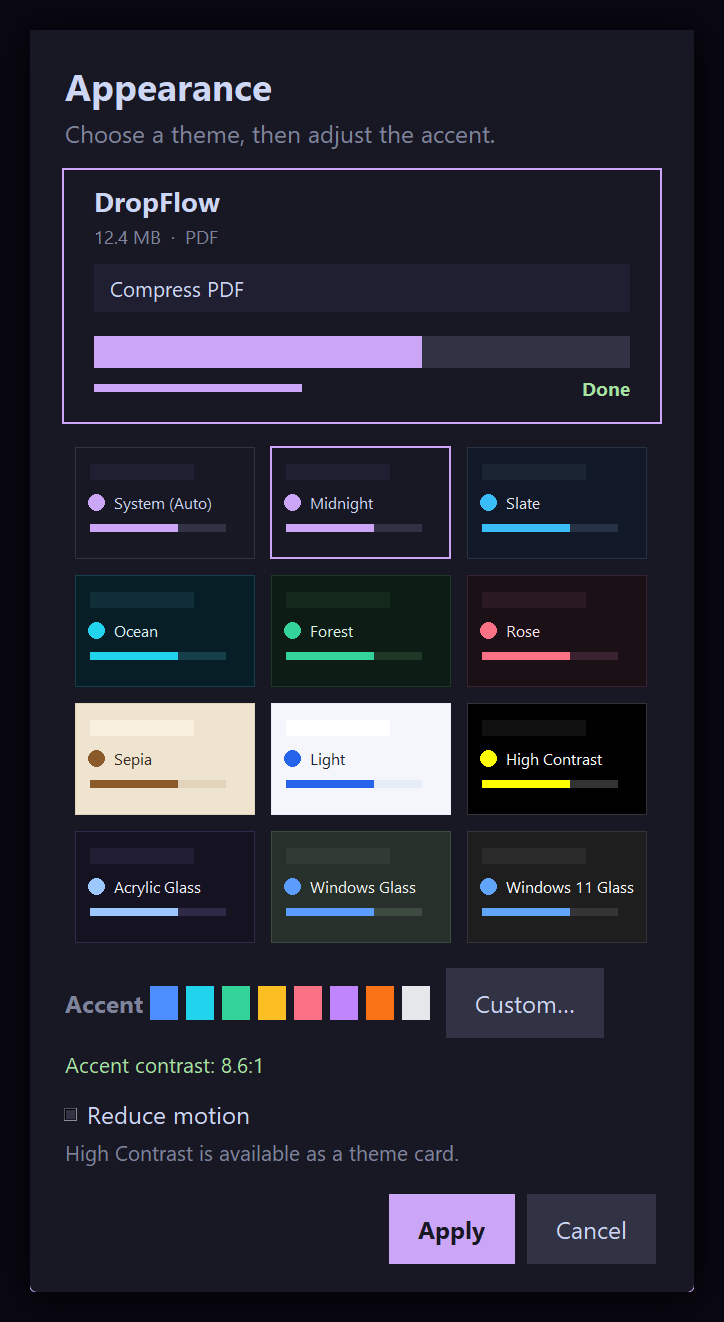 Appearance
Choose a theme, then adjust the accent.
DropFlow
12.4 MB · PDF
Compress PDF
Done
System (Auto)
Midnight
Slate
Ocean
Forest
Rose
Sepia
Light
High Contrast
Acrylic Glass
Windows Glass
Windows 11 Glass
Accent
Custom...
Accent contrast: 8.6:1
Reduce motion
High Contrast is available as a theme card.
Apply
Cancel